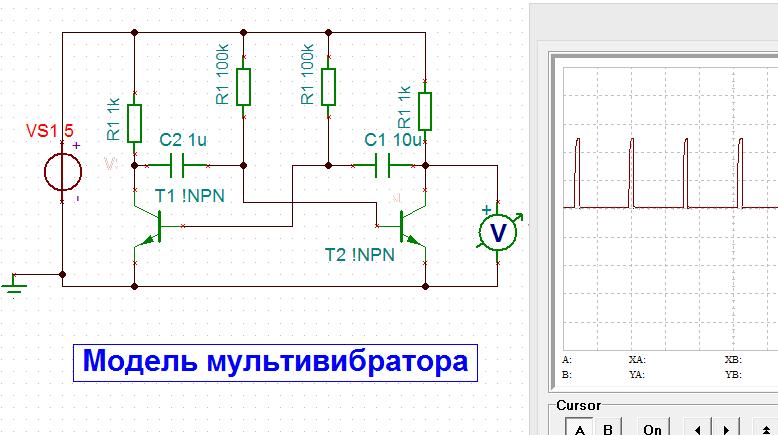 R1 100k
R1 100k
R1 1k
R1 1k
VS1 5
+
-
C2 1u
C1 10u
T1 !NPN
T2 !NPN
+
V
Модель мультивибратора
A: XA: XB:
B: YA: YB:
Cursor
A B On